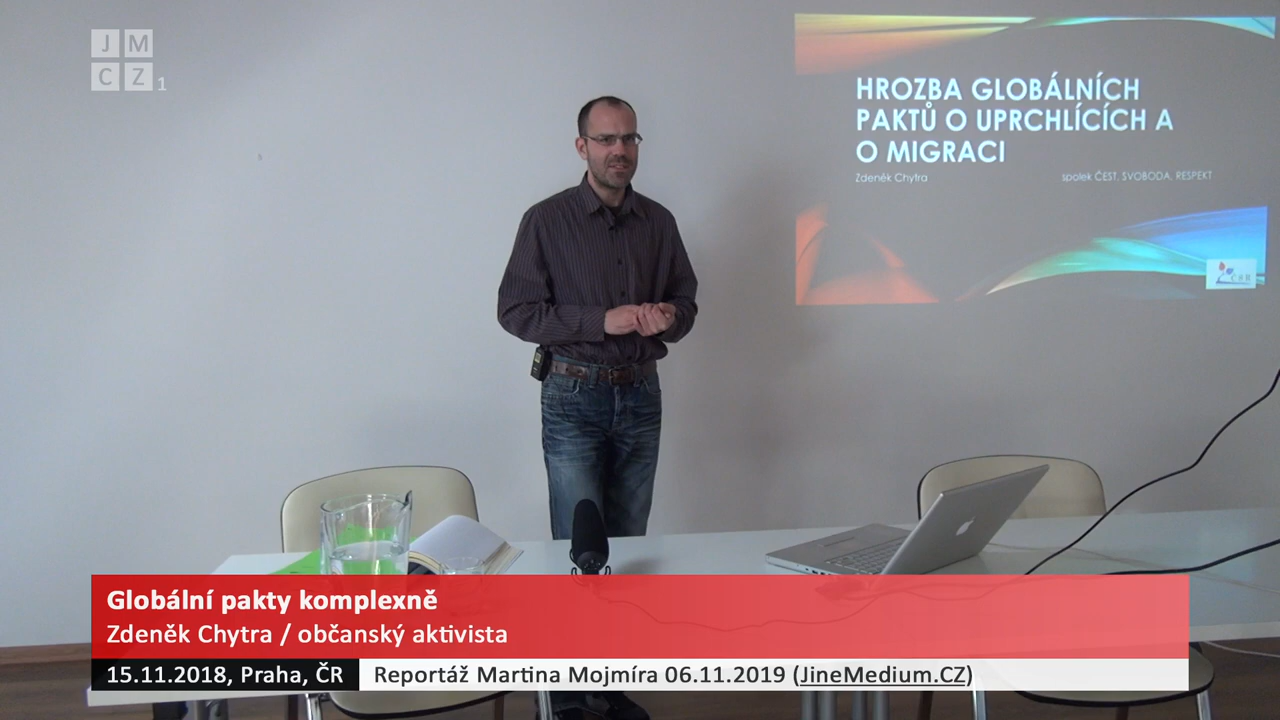 J M
C Z 1
HROZBA GLOBÁLNÍCH
PAKTŮ O UPRCHLÍCÍCH A
O MIGRACI
Zdeněk Chytra spolek ČEST, SVOBODA, RESPEKT
Globální pakty komplexně
Zdeněk Chytra / občanský aktivista
15.11.2018, Praha, ČR Reportáž Martina Mojmíra 06.11.2019 (JineMedium.CZ)